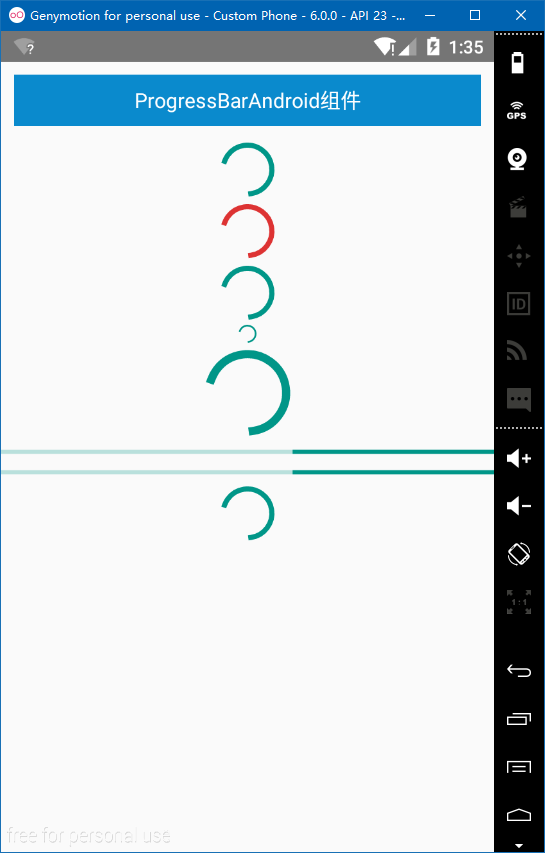 Genymotion for personal use - Custom Phone - 6.0.0 - API 23 -...
1:35
GPS
ProgressBarAndroid组件
ID
1:1
free for personal use